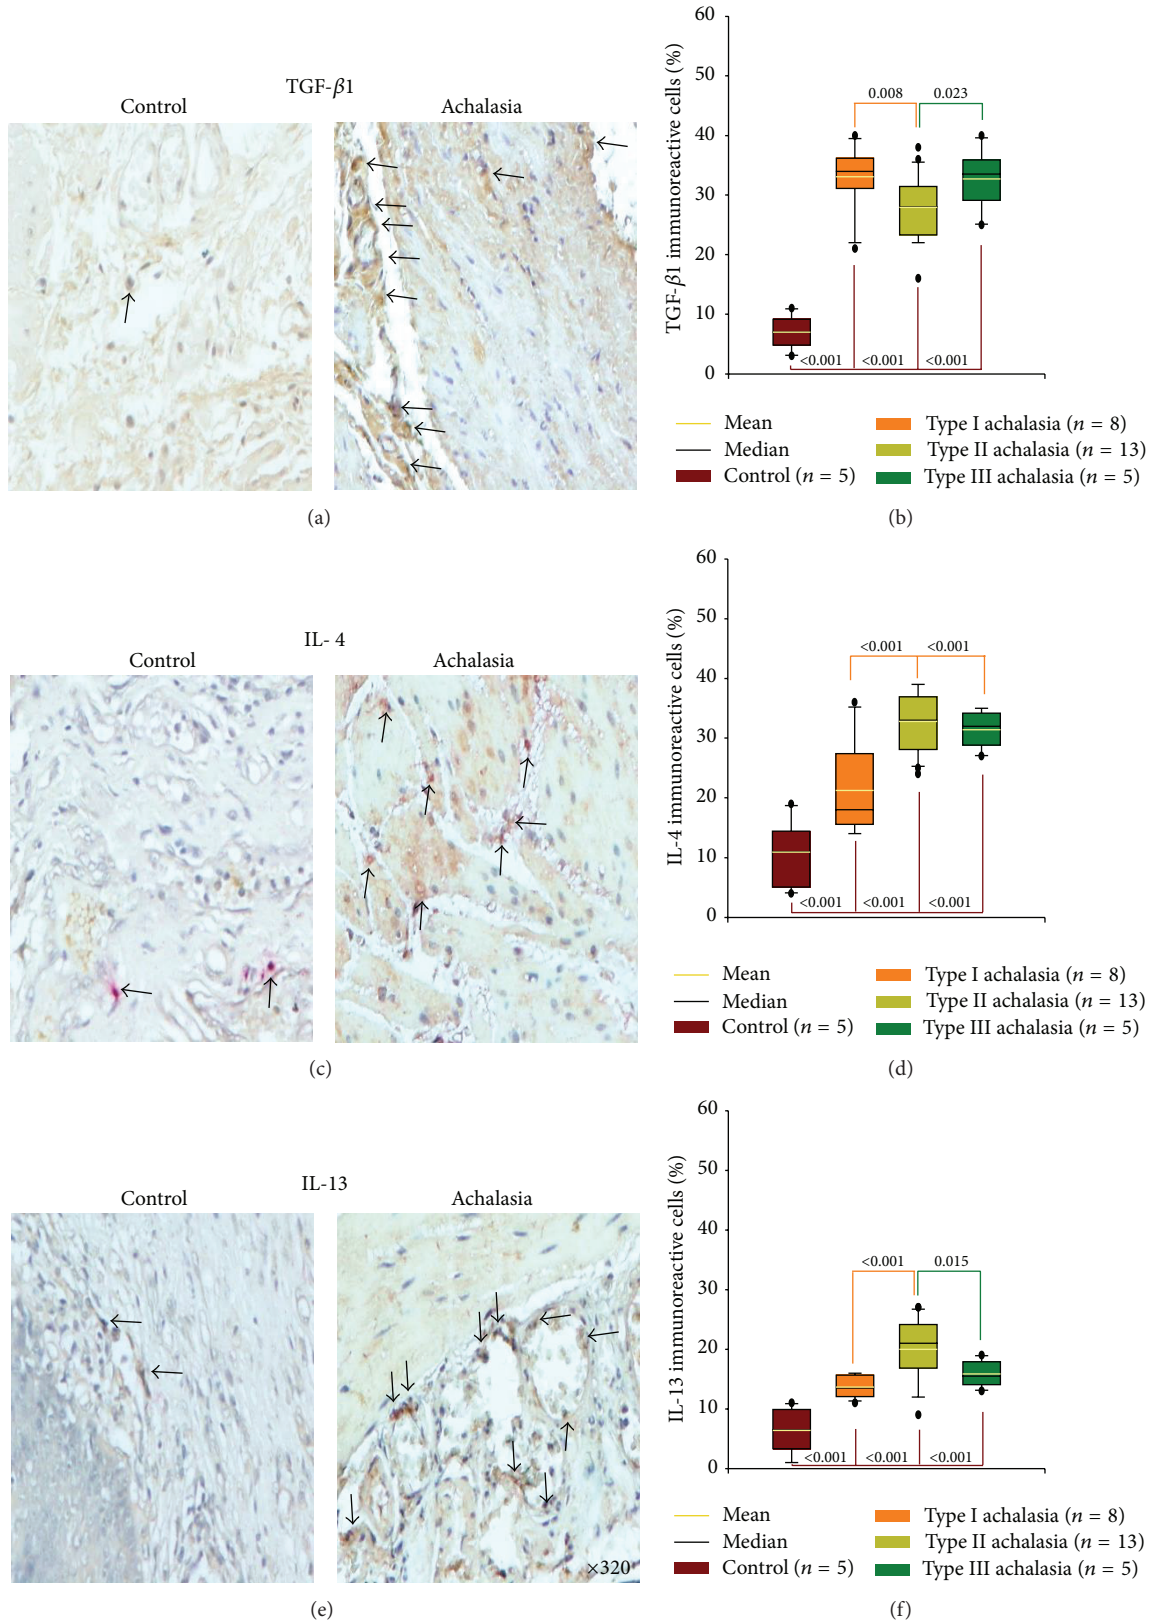 TGF-β1
Control
Achalasia
(a)
TGF-β1 immunoreactive cells (%)
60
50
40
30
20
10
0
0.008
0.023
<0.001
<0.001
<0.001
Mean
Median
Control (n = 5)
Type I achalasia (n = 8)
Type II achalasia (n = 13)
Type III achalasia (n = 5)
(b)
IL- 4
Control
Achalasia
(c)
IL-4 immunoreactive cells (%)
60
50
40
30
20
10
0
<0.001
<0.001
<0.001
<0.001
<0.001
Mean
Median
Control (n = 5)
Type I achalasia (n = 8)
Type II achalasia (n = 13)
Type III achalasia (n = 5)
(d)
IL-13
Control
Achalasia
×320
(e)
IL-13 immunoreactive cells (%)
60
50
40
30
20
10
0
<0.001
0.015
<0.001
<0.001
<0.001
Mean
Median
Control (n = 5)
Type I achalasia (n = 8)
Type II achalasia (n = 13)
Type III achalasia (n = 5)
(f)